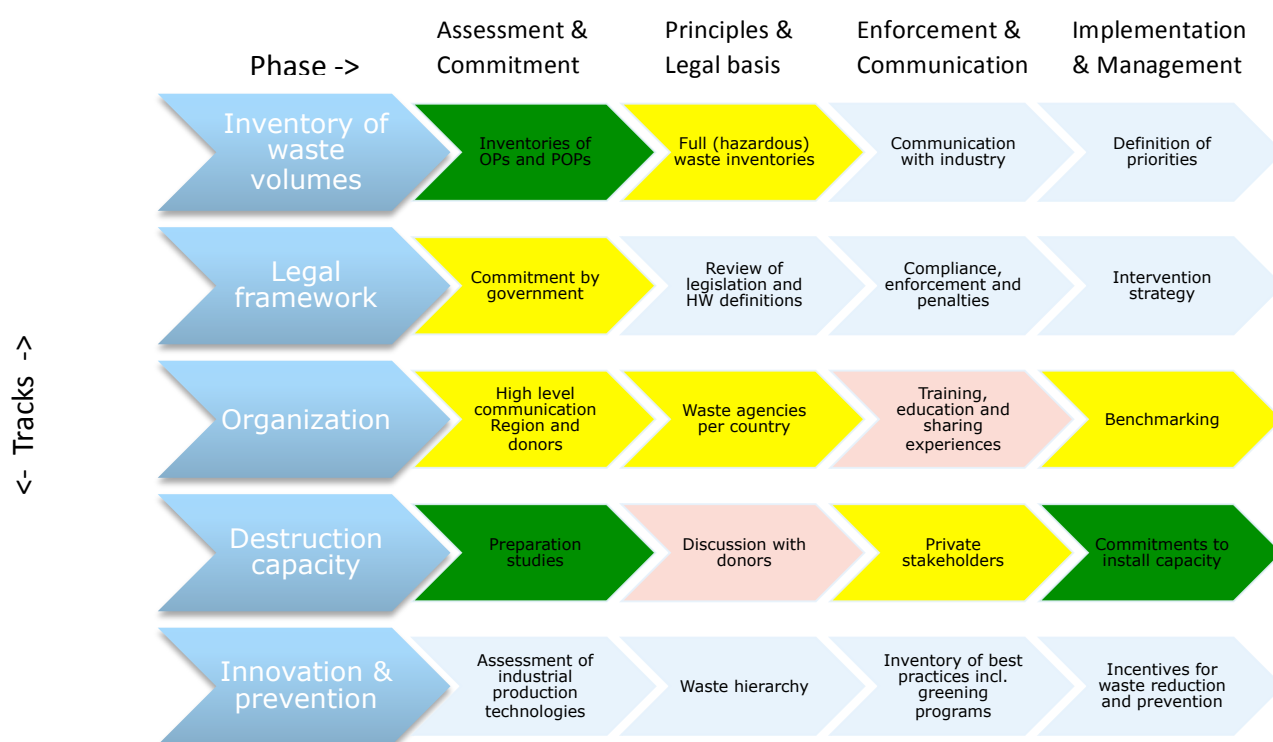 Phase ->
Assessment &
Commitment
Principles &
Legal basis
Enforcement &
Communication
Implementation
& Management
<- Tracks ->
Inventory of
waste
volumes
Inventories of
OPs and POPs
Full (hazardous)
waste inventories
Communication
with industry
Definition of
priorities
Legal
framework
Commitment by
government
Review of
legislation and
HW definitions
Compliance,
enforcement and
penalties
Intervention
strategy
Organization
High level
communication
Region and
donors
Waste agencies
per country
Training,
education and
sharing
experiences
Benchmarking
Destruction
capacity
Preparation
studies
Discussion with
donors
Private
stakeholders
Commitments to
install capacity
Innovation &
prevention
Assessment of
industrial
production
technologies
Waste hierarchy
Inventory of best
practices incl.
greening
programs
Incentives for
waste reduction
and prevention